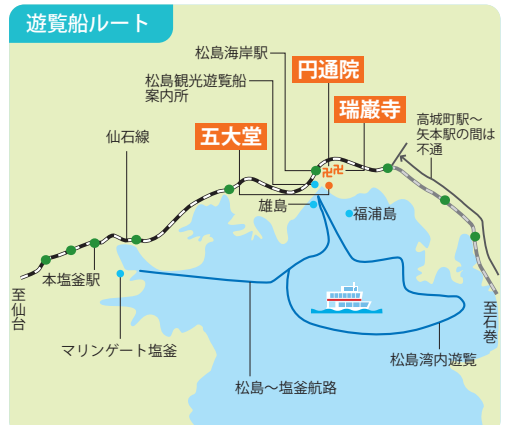 遊覧船ルート
松島海岸駅
円通院
松島観光遊覧船
案内所
瑞巌寺
高城町駅〜
矢本駅の間は
不通
仙石線
五大堂
卍卍
雄島
福浦島
本塩釜駅
至仙台
至石巻
マリンゲート塩釜
松島湾内遊覧
松島〜塩釜航路